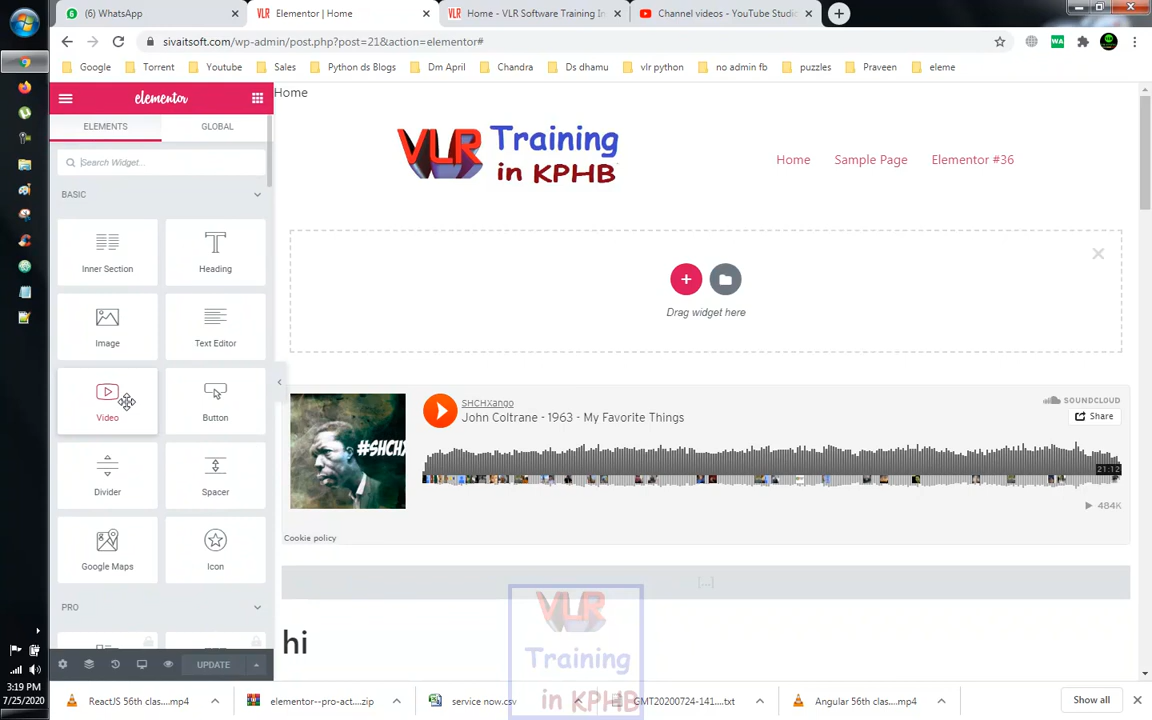 (6) WhatsApp
Elementor | Home
Home - VLR Software Training In
Channel videos - YouTube Studio
sivaitsoft.com/wp-admin/post.php?post=21&action=elementor#
Google
Torrent
Youtube
Sales
Python ds Blogs
Dm April
Chandra
Ds dhamu
vlr python
no admin fb
puzzles
Praveen
eleme
elementor
Home
ELEMENTS
GLOBAL
Search Widget...
BASIC
Inner Section
Heading
Image
Text Editor
Video
Button
Divider
Spacer
Google Maps
Icon
PRO
UPDATE
VLR Training
in KPHB
Home
Sample Page
Elementor #36
Drag widget here
#SCHX
SHCHXango
John Coltrane - 1963 - My Favorite Things
SOUNDCLOUD
Share
21:12
484K
Cookie policy
[...]
hi
VLR
Training
in KPHB
3:19 PM
7/25/2020
ReactJS 56th clas....mp4
elementor--pro-act....zip
service now.csv
GMT20200724-141....txt
Angular 56th clas....mp4
Show all